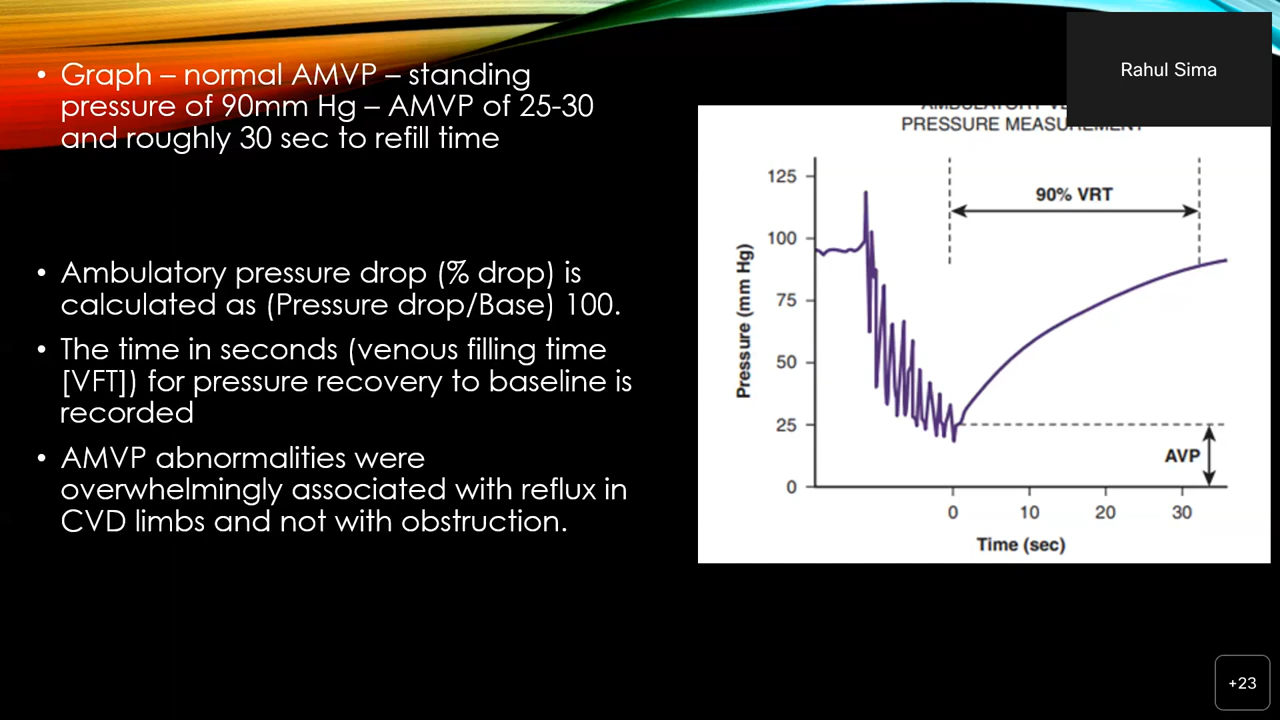 • Graph – normal AMVP – standing
pressure of 90mm Hg – AMVP of 25-30
and roughly 30 sec to refill time
• Ambulatory pressure drop (% drop) is
calculated as (Pressure drop/Base) 100.
• The time in seconds (venous filling time
[VFT]) for pressure recovery to baseline is
recorded
• AMVP abnormalities were
overwhelmingly associated with reflux in
CVD limbs and not with obstruction.
Rahul Sima
AMBULATORY
PRESSURE MEASUREMENT
90% VRT
125
100
75
50
25
0
Pressure (mm Hg)
AVP
0 10 20 30
Time (sec)
+23